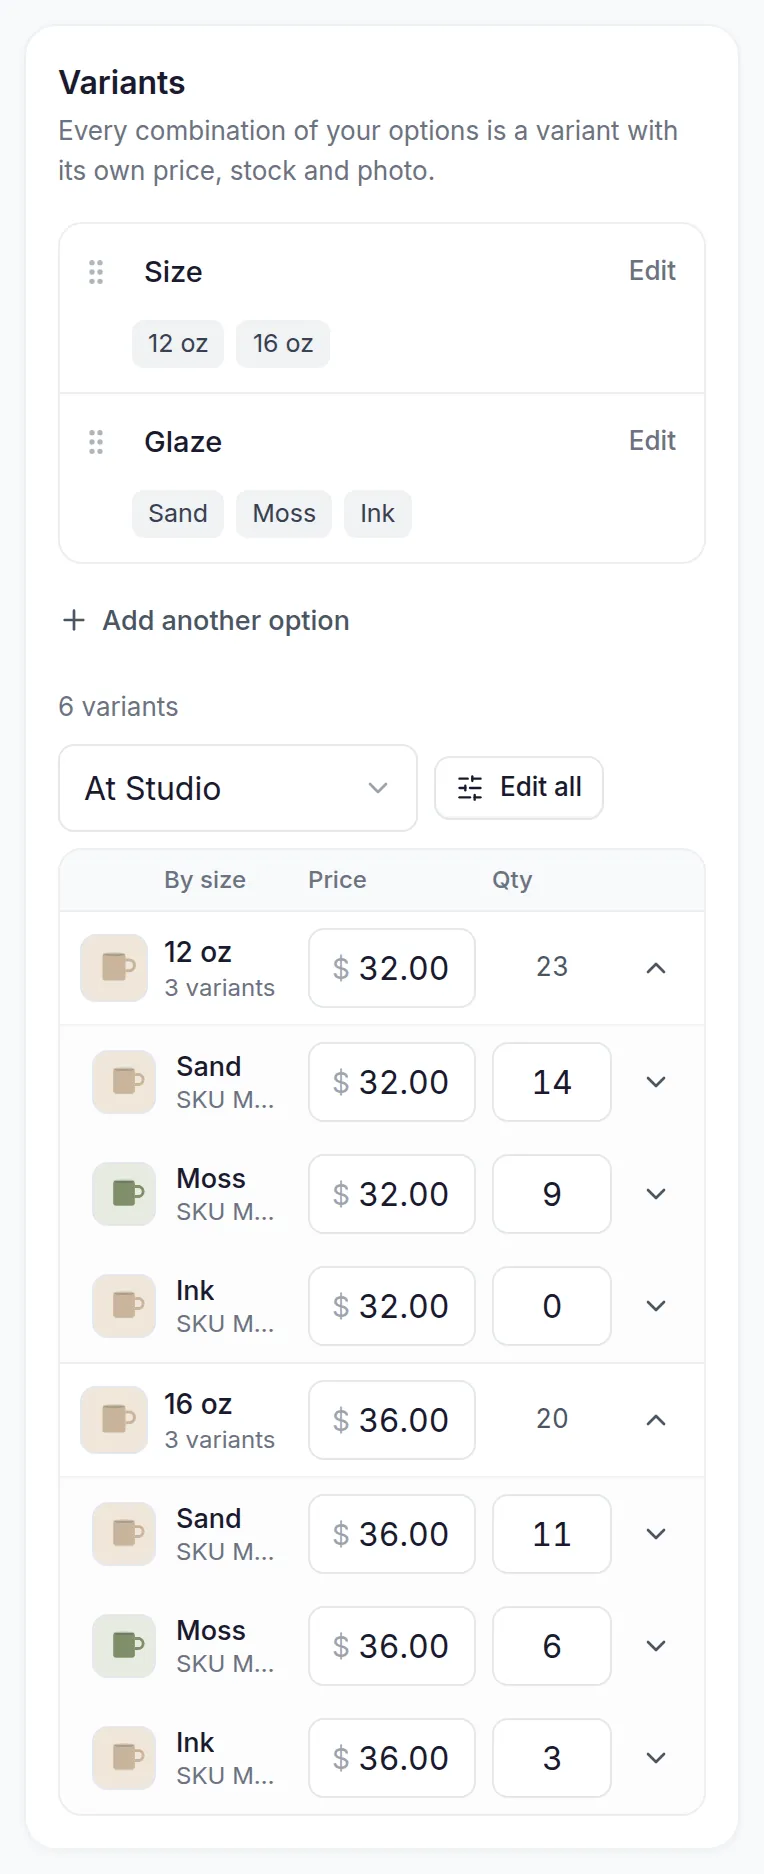 Variants
Every combination of your options is a variant with
its own price, stock and photo.
Size
Edit
12 oz
16 oz
Glaze
Edit
Sand
Moss
Ink
Add another option
6 variants
At Studio
Edit all
By size
Price
Qty
12 oz
3 variants
$ 32.00
23
Sand
SKU M...
$ 32.00
14
Moss
SKU M...
$ 32.00
9
Ink
SKU M...
$ 32.00
0
16 oz
3 variants
$ 36.00
20
Sand
SKU M...
$ 36.00
11
Moss
SKU M...
$ 36.00
6
Ink
SKU M...
$ 36.00
3